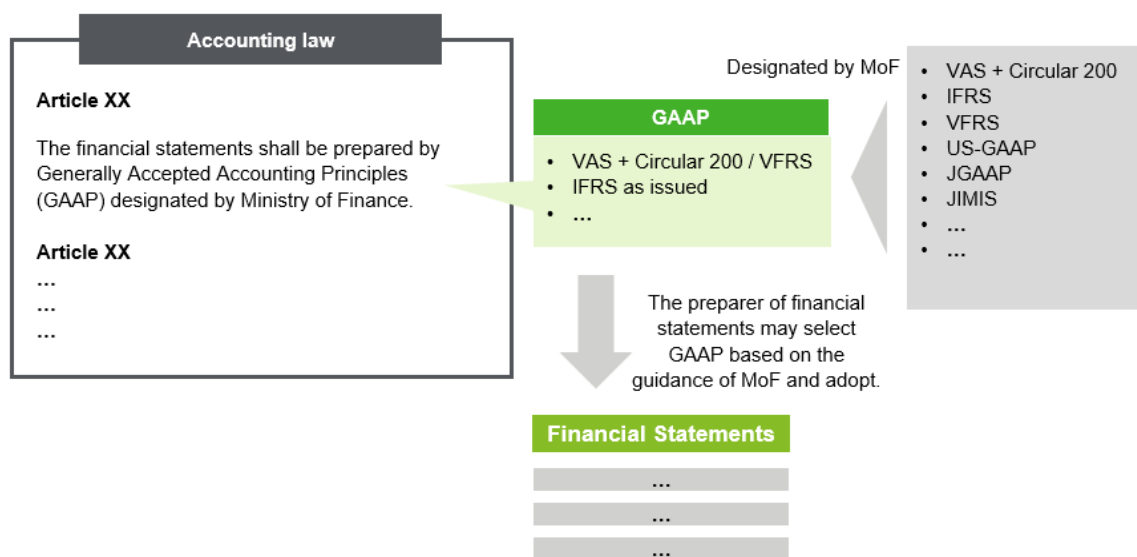 Accounting law
Article XX
The financial statements shall be prepared by
Generally Accepted Accounting Principles
(GAAP) designated by Ministry of Finance.
Article XX
...
...
...
GAAP
• VAS + Circular 200 / VFRS
• IFRS as issued
• ...
Designated by MoF
• VAS + Circular 200
• IFRS
• VFRS
• US-GAAP
• JGAAP
• JIMIS
• ...
• ...
The preparer of financial
statements may select
GAAP based on the
guidance of MoF and adopt.
Financial Statements
...
...
...